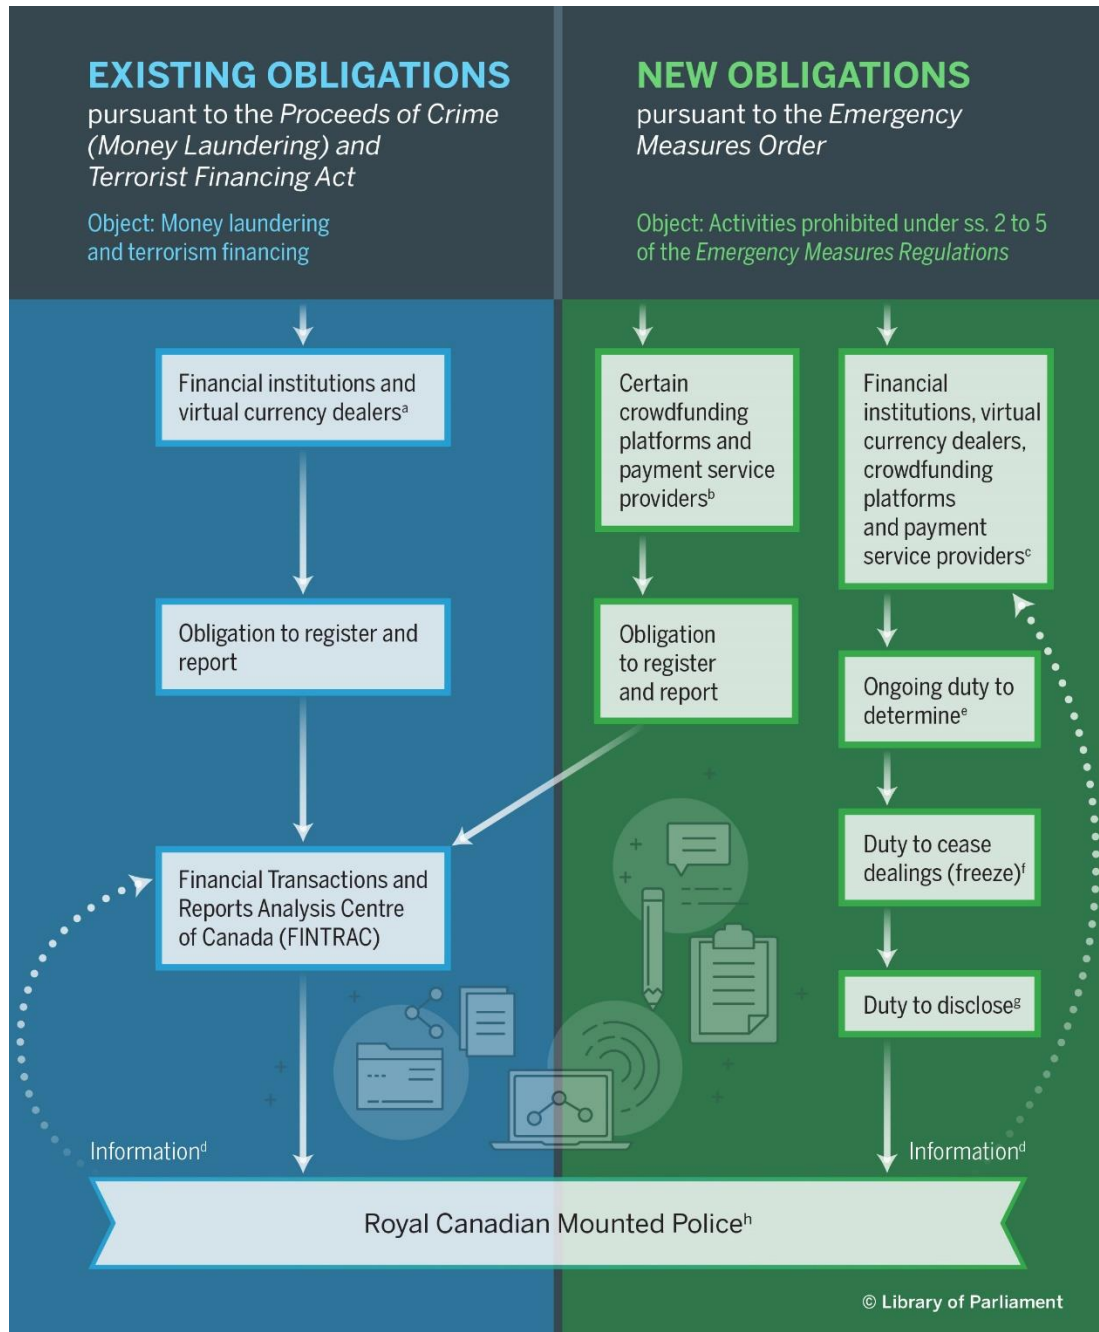 EXISTING OBLIGATIONS
pursuant to the Proceeds of Crime
(Money Laundering) and
Terrorist Financing Act
Object: Money laundering
and terrorism financing
NEW OBLIGATIONS
pursuant to the Emergency
Measures Order
Object: Activities prohibited under ss. 2 to 5
of the Emergency Measures Regulations
Financial institutions and
virtual currency dealersᵃ
Obligation to register and
report
Financial Transactions and
Reports Analysis Centre
of Canada (FINTRAC)
Certain
crowdfunding
platforms and
payment service
providersᵇ
Obligation
to register
and report
Financial
institutions, virtual
currency dealers,
crowdfunding
platforms
and payment
service providersᶜ
Ongoing duty to
determineᵉ
Duty to cease
dealings (freeze)ᶠ
Duty to discloseᵍ
Informationᵈ
Informationᵈ
Royal Canadian Mounted Policeʰ
© Library of Parliament